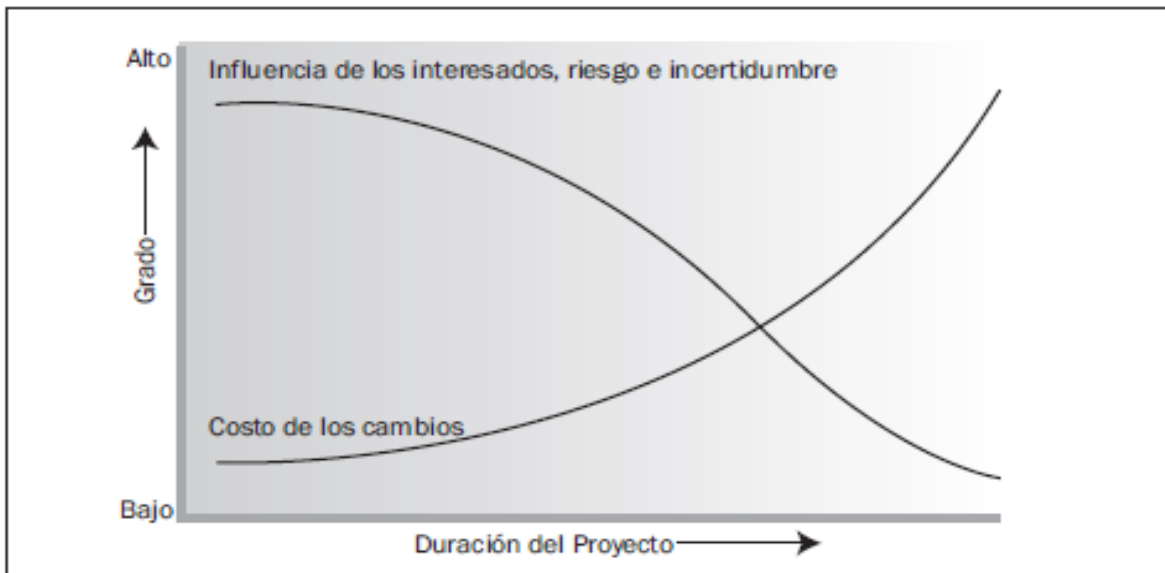 Alto
Influencia de los interesados, riesgo e incertidumbre
Grado
Costo de los cambios
Bajo
Duración del Proyecto